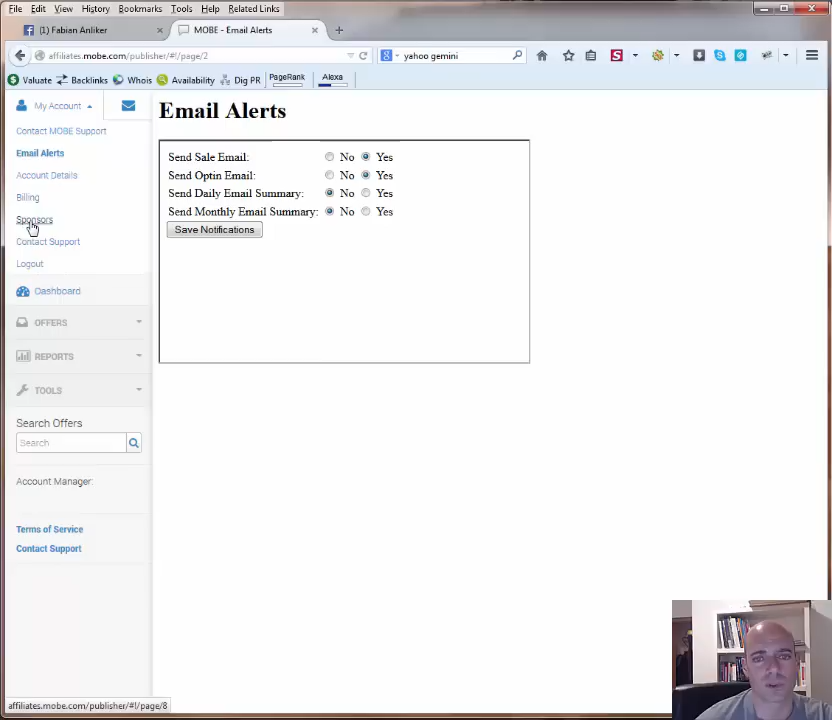 File Edit View History Bookmarks Tools Help Related Links
(1) Fabian Anliker
MOBE - Email Alerts
affiliates.mobe.com/publisher/#!/page/2
yahoo gemini
Valuate Backlinks Whois Availability Dig PR PageRank Alexa
My Account
Contact MOBE Support
Email Alerts
Account Details
Billing
Sponsors
Contact Support
Logout
Dashboard
OFFERS
REPORTS
TOOLS
Search Offers
Search
Account Manager:
Terms of Service
Contact Support
Email Alerts
Send Sale Email: No Yes
Send Optin Email: No Yes
Send Daily Email Summary: No Yes
Send Monthly Email Summary: No Yes
Save Notifications
affiliates.mobe.com/publisher/#!/page/8